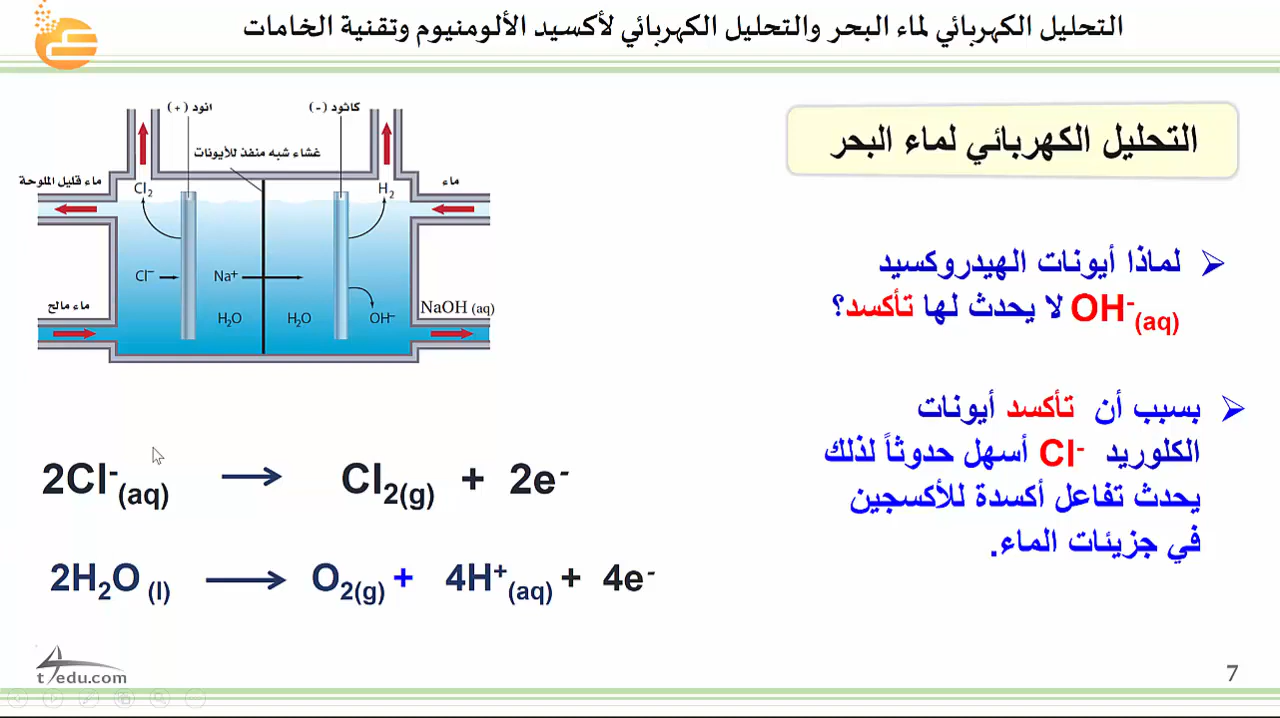 التحليل الكهربائي لماء البحر والتحليل الكهربائي لأكسيد الألومنيوم وتقنية الخامات
التحليل الكهربائي لماء البحر
لماذا أيونات الهيدروكسيد
OH-(aq) لا يحدث لها تأكسد؟
بسبب أن تأكسد أيونات
الكلوريد Cl- أسهل حدوثاً لذلك
يحدث تفاعل أكسدة للأكسجين
في جزيئات الماء.
انود (+)
كاثود (-)
غشاء شبه منفذ للأيونات
ماء قليل الملوحة
Cl2
H2
ماء
Cl-
Na+
ماء مالح
H2O
H2O
OH-
NaOH (aq)
2Cl-(aq) → Cl2(g) + 2e-
2H2O (l) → O2(g) + 4H+(aq) + 4e-
t4edu.com
7